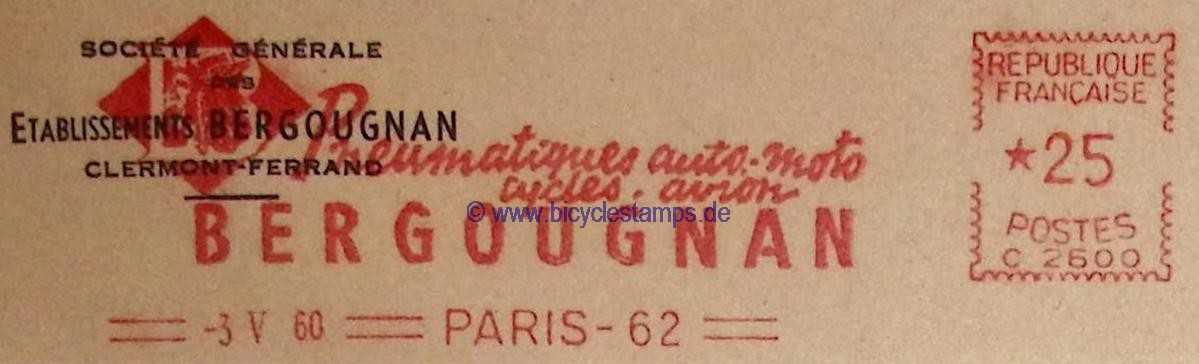 SOCIÉTÉ GÉNÉRALE
DES
ETABLISSEMENTS BERGOUGNAN
CLERMONT-FERRAND
Pneumatiques auto-moto
cycles. avion
BERGOUGNAN
-3 V 60 PARIS-62
REPUBLIQUE
FRANÇAISE
★25
POSTES
C 2600
© www.bicyclestamps.de